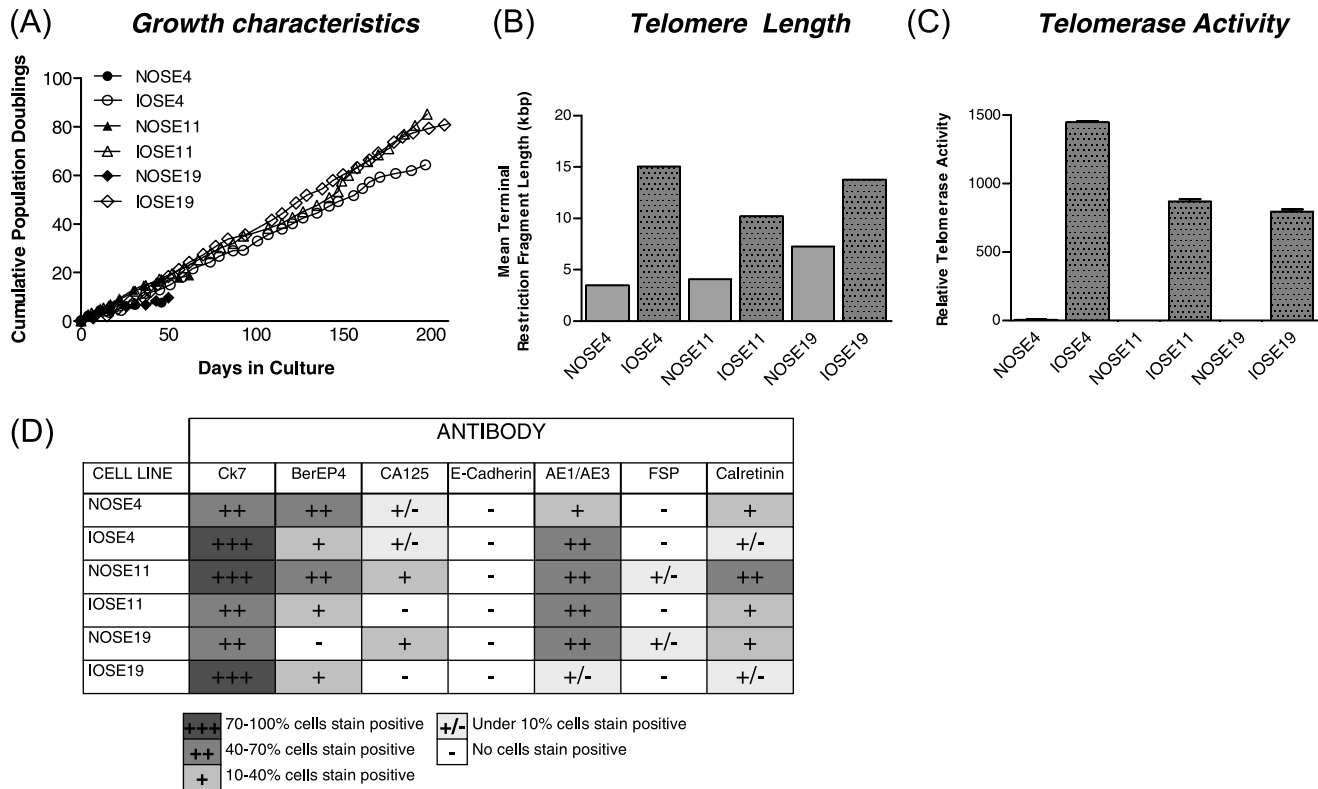 (A)
Growth characteristics
Cumulative Population Doublings
100
80
60
40
20
0
NOSE4
IOSE4
NOSE11
IOSE11
NOSE19
IOSE19
0 50 100 150 200
Days in Culture
(B)
Telomere Length
Mean Terminal
Restriction Fragment Length (kbp)
20
15
10
5
0
NOSE4 IOSE4 NOSE11 IOSE11 NOSE19 IOSE19
(C)
Telomerase Activity
Relative Telomerase Activity
1500
1000
500
0
NOSE4 IOSE4 NOSE11 IOSE11 NOSE19 IOSE19
(D)
ANTIBODY
CELL LINE Ck7 BerEP4 CA125 E-Cadherin AE1/AE3 FSP Calretinin
NOSE4 ++ ++ +/- - + - +
IOSE4 +++ + +/- - ++ - +/-
NOSE11 +++ ++ + - ++ +/- ++
IOSE11 ++ + - - ++ - +
NOSE19 ++ - + - ++ +/- +
IOSE19 +++ + - - +/- - +/-
+++ 70-100% cells stain positive
++ 40-70% cells stain positive
+ 10-40% cells stain positive
+/- Under 10% cells stain positive
- No cells stain positive